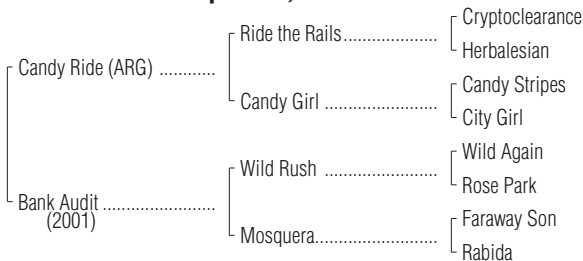 Cryptoclearance
Ride the Rails....................
Herbalesian
Candy Ride (ARG) ............
Candy Stripes
Candy Girl ........................
City Girl
Wild Again
Wild Rush ........................
Rose Park
Bank Audit ........................
(2001)
Faraway Son
Mosquera..........................
Rabida